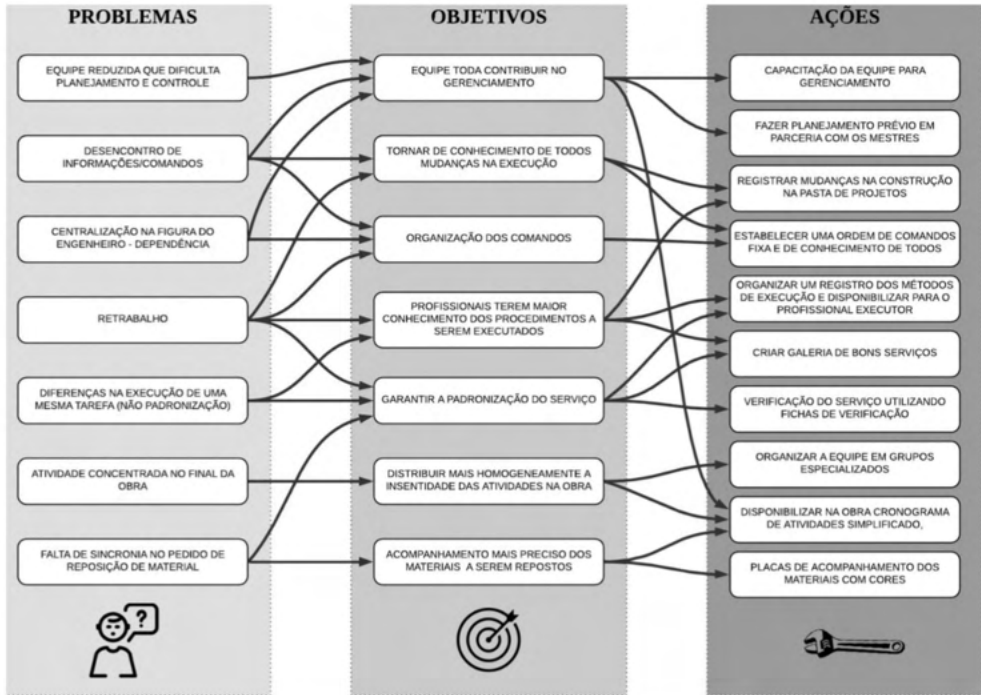 PROBLEMAS
EQUIPE REDUZIDA QUE DIFICULTA
PLANEJAMENTO E CONTROLE
DESENCONTRO DE
INFORMAÇÕES/COMANDOS
CENTRALIZAÇÃO NA FIGURA DO
ENGENHEIRO - DEPENDÊNCIA
RETRABALHO
DIFERENÇAS NA EXECUÇÃO DE UMA
MESMA TAREFA (NÃO PADRONIZAÇÃO)
ATIVIDADE CONCENTRADA NO FINAL DA
OBRA
FALTA DE SINCRONIA NO PEDIDO DE
REPOSIÇÃO DE MATERIAL
?
OBJETIVOS
EQUIPE TODA CONTRIBUIR NO
GERENCIAMENTO
TORNAR DE CONHECIMENTO DE TODOS
MUDANÇAS NA EXECUÇÃO
ORGANIZAÇÃO DOS COMANDOS
PROFISSIONAIS TEREM MAIOR
CONHECIMENTO DOS PROCEDIMENTOS A
SEREM EXECUTADOS
GARANTIR A PADRONIZAÇÃO DO SERVIÇO
DISTRIBUIR MAIS HOMOGENEAMENTE A
INSENTIDADE DAS ATIVIDADES NA OBRA
ACOMPANHAMENTO MAIS PRECISO DOS
MATERIAIS A SEREM REPOSTOS
AÇÕES
CAPACITAÇÃO DA EQUIPE PARA
GERENCIAMENTO
FAZER PLANEJAMENTO PRÉVIO EM
PARCERIA COM OS MESTRES
REGISTRAR MUDANÇAS NA CONSTRUÇÃO
NA PASTA DE PROJETOS
ESTABELECER UMA ORDEM DE COMANDOS
FIXA E DE CONHECIMENTO DE TODOS
ORGANIZAR UM REGISTRO DOS MÉTODOS
DE EXECUÇÃO E DISPONIBILIZAR PARA O
PROFISSIONAL EXECUTOR
CRIAR GALERIA DE BONS SERVIÇOS
VERIFICAÇÃO DO SERVIÇO UTILIZANDO
FICHAS DE VERIFICAÇÃO
ORGANIZAR A EQUIPE EM GRUPOS
ESPECIALIZADOS
DISPONIBILIZAR NA OBRA CRONOGRAMA
DE ATIVIDADES SIMPLIFICADO,
PLACAS DE ACOMPANHAMENTO DOS
MATERIAIS COM CORES